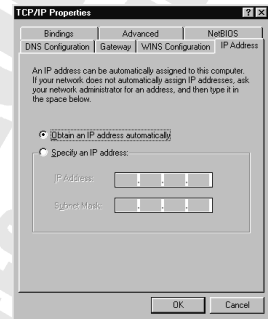 TCP/IP Properties
Bindings Advanced NetBIOS
DNS Configuration Gateway WINS Configuration IP Address
An IP address can be automatically assigned to this computer.
If your network does not automatically assign IP addresses, ask
your network administrator for an address, and then type it in
the space below.
Obtain an IP address automatically
Specify an IP address:
IP Address:
Subnet Mask:
OK Cancel